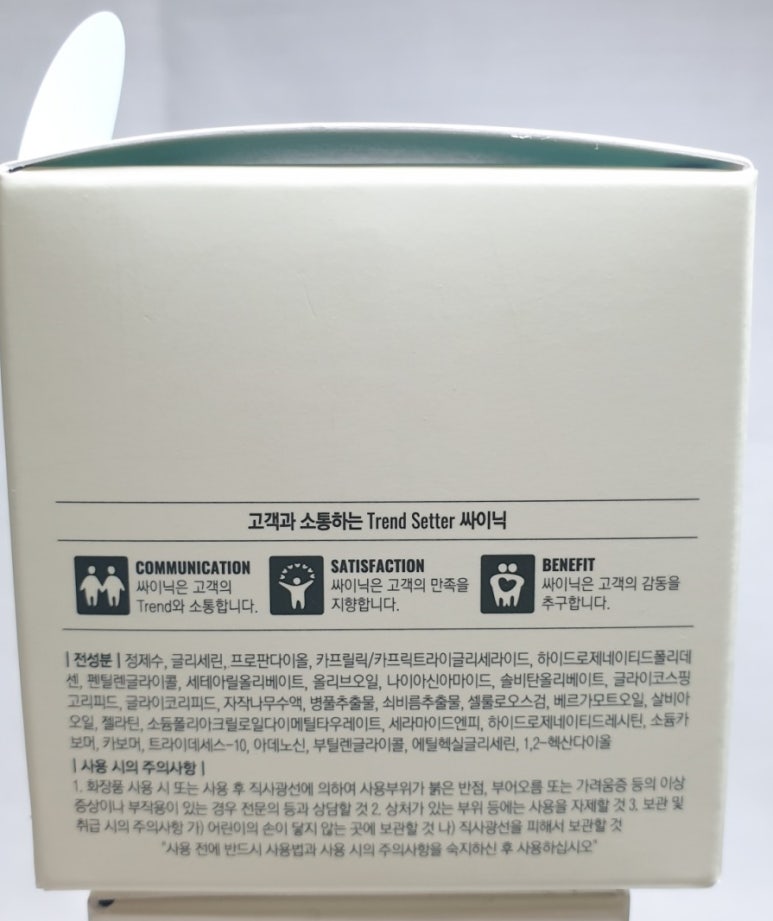 고객과 소통하는 Trend Setter 싸이닉
COMMUNICATION
싸이닉은 고객의
Trend와 소통합니다.
SATISFACTION
싸이닉은 고객의 만족을
지향합니다.
BENEFIT
싸이닉은 고객의 감동을
추구합니다.
| 전성분 | 정제수, 글리세린, 프로판다이올, 카프릴릭/카프릭트라이글리세라이드, 하이드로제네이티드폴리데
센, 펜틸렌글라이콜, 세테아릴올리베이트, 올리브오일, 나이아신아마이드, 솔비탄올리베이트, 글라이코스핑
고리피드, 글라이코리피드, 자작나무수액, 병풀추출물, 쇠비름추출물, 셀룰로오스검, 베르가모트오일, 살비아
오일, 젤라틴, 소듐폴리아크릴로일다이메틸타우레이트, 세라마이드엔피, 하이드로제네이티드레시틴, 소듐카
보머, 카보머, 트라이데세스-10, 아데노신, 부틸렌글라이콜, 에틸헥실글리세린, 1,2-헥산다이올
| 사용 시의 주의사항 |
1. 화장품 사용 시 또는 사용 후 직사광선에 의하여 사용부위가 붉은 반점, 부어오름 또는 가려움증 등의 이상
증상이나 부작용이 있는 경우 전문의 등과 상담할 것 2. 상처가 있는 부위 등에는 사용을 자제할 것 3. 보관 및
취급 시의 주의사항 가) 어린이의 손이 닿지 않는 곳에 보관할 것 나) 직사광선을 피해서 보관할 것
"사용 전에 반드시 사용법과 사용 시의 주의사항을 숙지하신 후 사용하십시오"